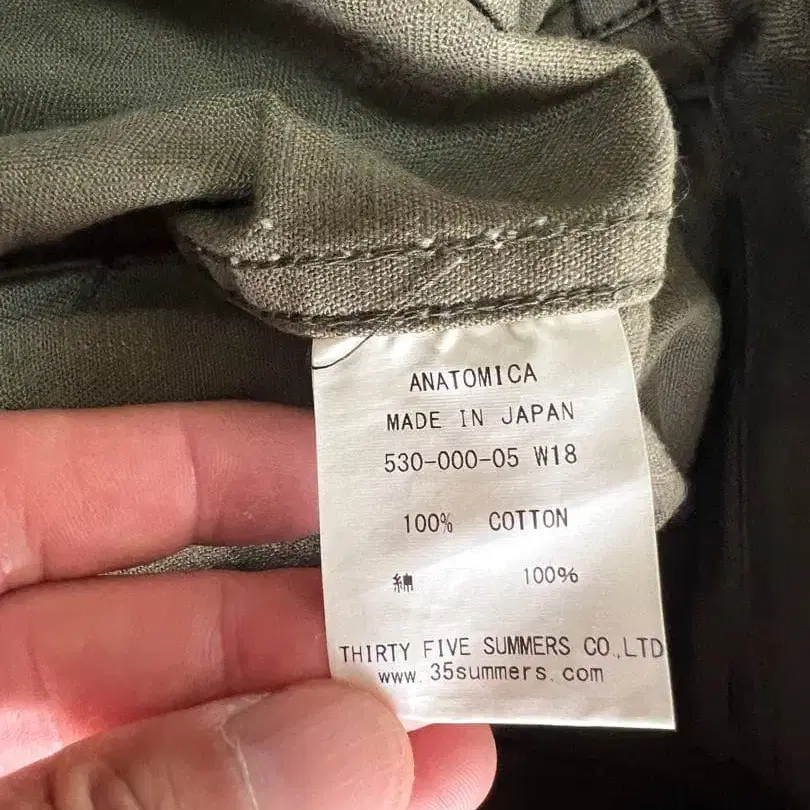 ANATOMICA
MADE IN JAPAN
530-000-05 W18
100% COTTON
綿 100%
THIRTY FIVE SUMMERS CO.,LTD
www.35summers.com